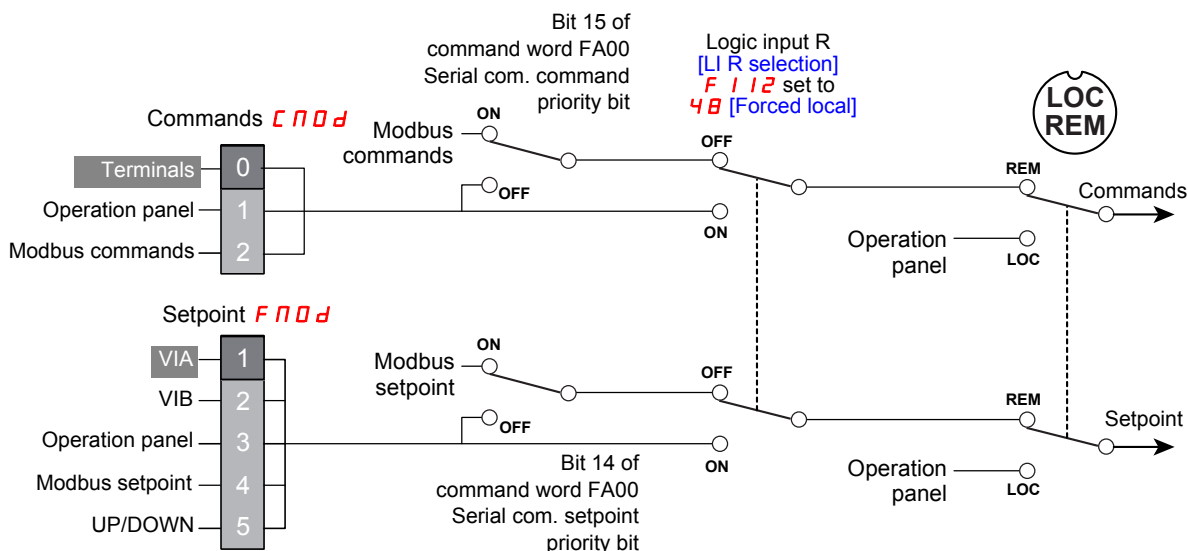 Bit 15 of
command word FA00
Serial com. command
priority bit
Logic input R
[LI R selection]
F 112 set to
48 [Forced local]
LOC
REM
Commands CMOd
Terminals
0
Operation panel
1
Modbus commands
2
Modbus
commands
ON
OFF
OFF
ON
REM
Commands
Operation
panel
LOC
Setpoint FMOd
VIA
1
VIB
2
Operation panel
3
Modbus setpoint
4
UP/DOWN
5
Modbus
setpoint
ON
OFF
OFF
ON
REM
Setpoint
Operation
panel
LOC
Bit 14 of
command word FA00
Serial com. setpoint
priority bit